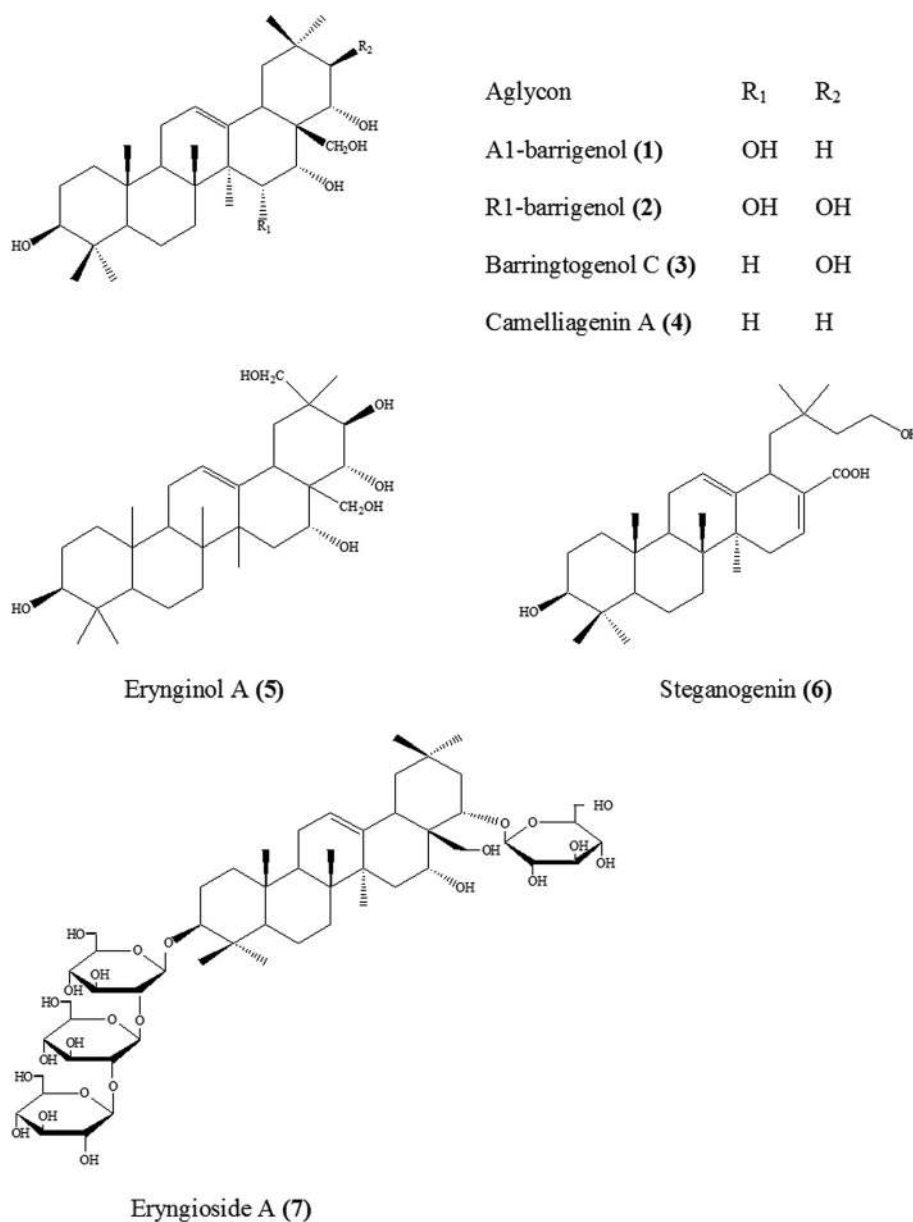 R2
OH
CH2OH
OH
R1
HO
Aglycon R1 R2
A1-barrigenol (1) OH H
R1-barrigenol (2) OH OH
Barringtogenol C (3) H OH
Camelliagenin A (4) H H
HOH2C
OH
OH
CH2OH
OH
HO
Erynginol A (5)
OH
COOH
HO
Steganogenin (6)
HO
O
O
OH
OH
OH
OH
OH
HO
O
O
OH
OH
O
HO
O
OH
OH
O
HO
O
OH
OH
OH
Eryngioside A (7)